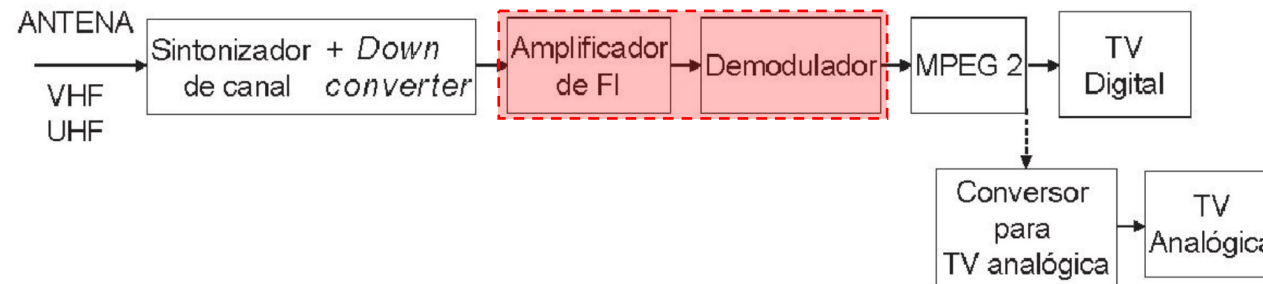 ANTENA
VHF
UHF
Sintonizador + Down
de canal converter
Amplificador
de FI
Demodulador
MPEG 2
TV
Digital
Conversor
para
TV analógica
TV
Analógica